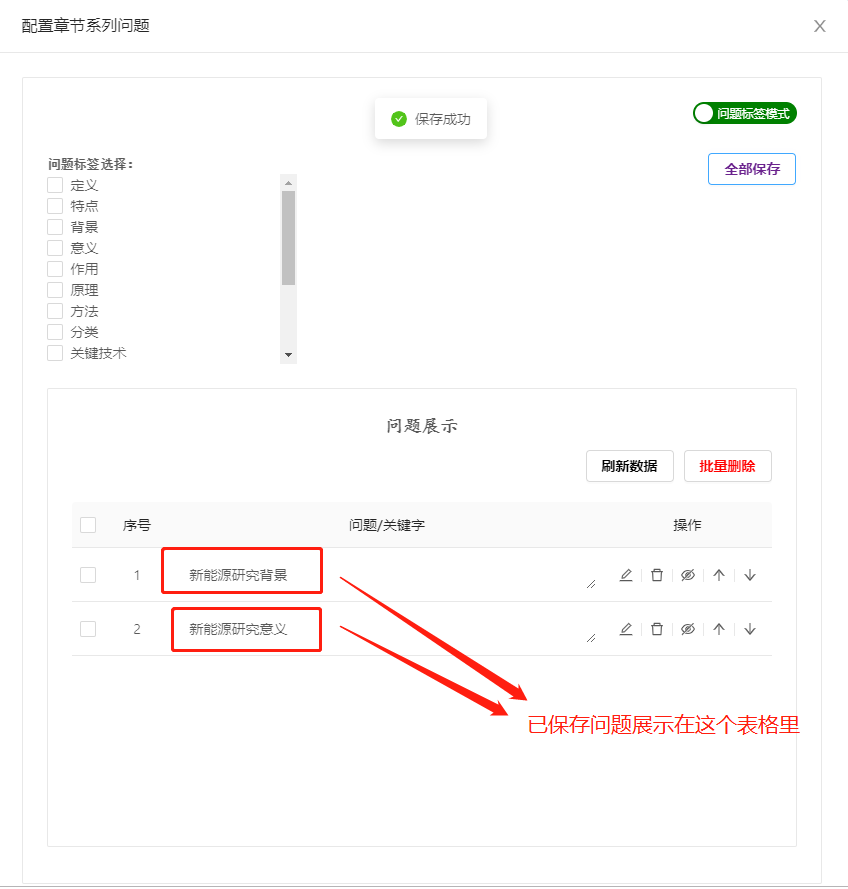 配置章节系列问题
X
保存成功
问题标签模式
问题标签选择：
全部保存
定义
特点
背景
意义
作用
原理
方法
分类
关键技术
问题展示
刷新数据 批量删除
序号 问题/关键字 操作
1 新能源研究背景
2 新能源研究意义
已保存问题展示在这个表格里